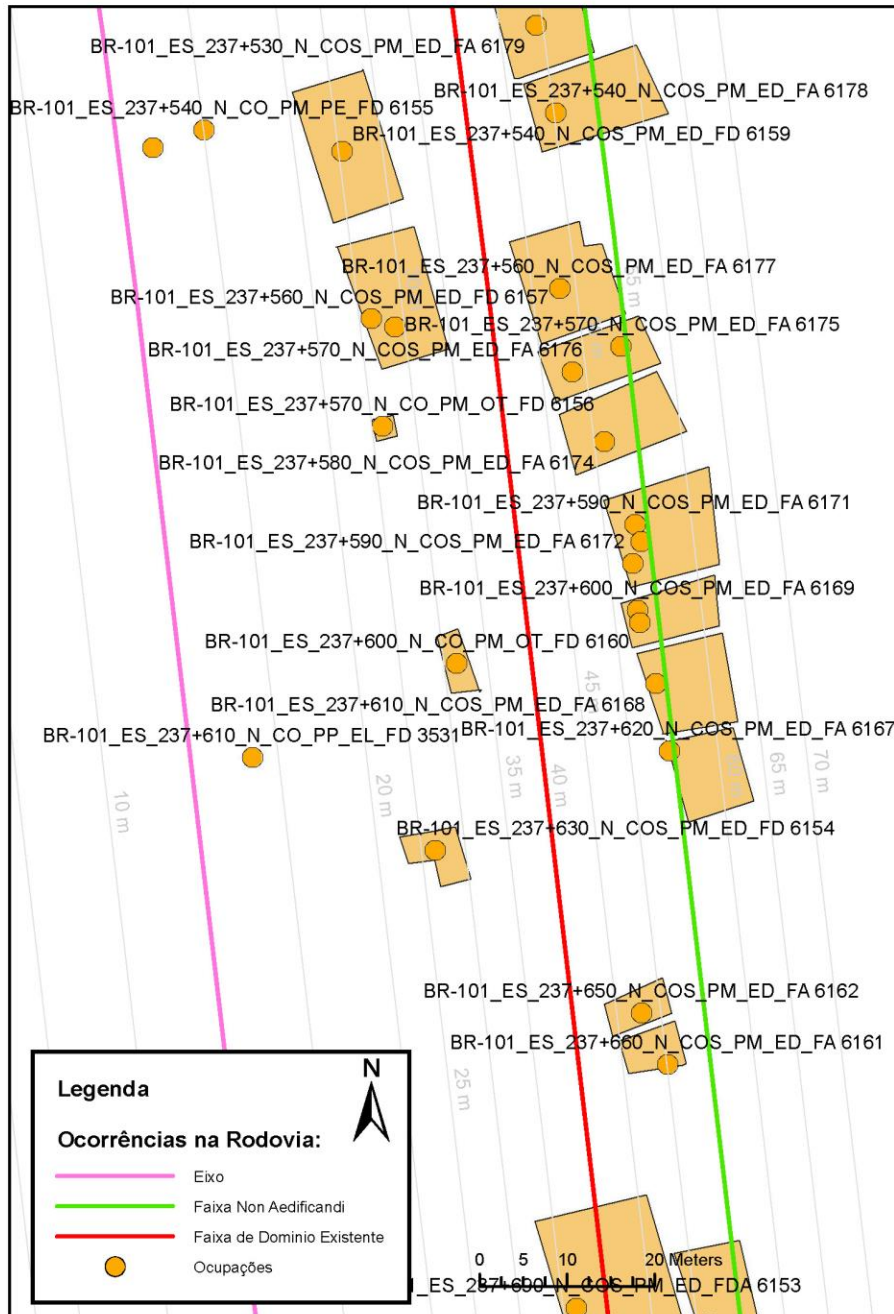 BR-101_ES_237+530_N_COS_PM_ED_FA 6179
BR-101_ES_237+540_N_COS_PM_ED_FA 6178
BR-101_ES_237+540_N_CO_PM_PE_FD 6155
BR-101_ES_237+540_N_COS_PM_ED_FD 6159
BR-101_ES_237+560_N_COS_PM_ED_FA 6177
55 m
BR-101_ES_237+560_N_COS_PM_ED_FD 6157
BR-101_ES_237+570_N_COS_PM_ED_FA 6175
BR-101_ES_237+570_N_COS_PM_ED_FA 6176
BR-101_ES_237+570_N_CO_PM_OT_FD 6156
BR-101_ES_237+580_N_COS_PM_ED_FA 6174
BR-101_ES_237+590_N_COS_PM_ED_FA 6171
BR-101_ES_237+590_N_COS_PM_ED_FA 6172
BR-101_ES_237+600_N_COS_PM_ED_FA 6169
BR-101_ES_237+600_N_CO_PM_OT_FD 6160
45 m
BR-101_ES_237+610_N_COS_PM_ED_FA 6168
BR-101_ES_237+610_N_CO_PP_EL_FD 3531
BR-101_ES_237+620_N_COS_PM_ED_FA 6167
10 m
20 m
35 m
40 m
60 m
65 m
70 m
BR-101_ES_237+630_N_COS_PM_ED_FD 6154
BR-101_ES_237+650_N_COS_PM_ED_FA 6162
BR-101_ES_237+660_N_COS_PM_ED_FA 6161
25 m
N
Legenda
Ocorrências na Rodovia:
Eixo
Faixa Non Aedificandi
Faixa de Dominio Existente
Ocupações
0 5 10 20 Meters
6153